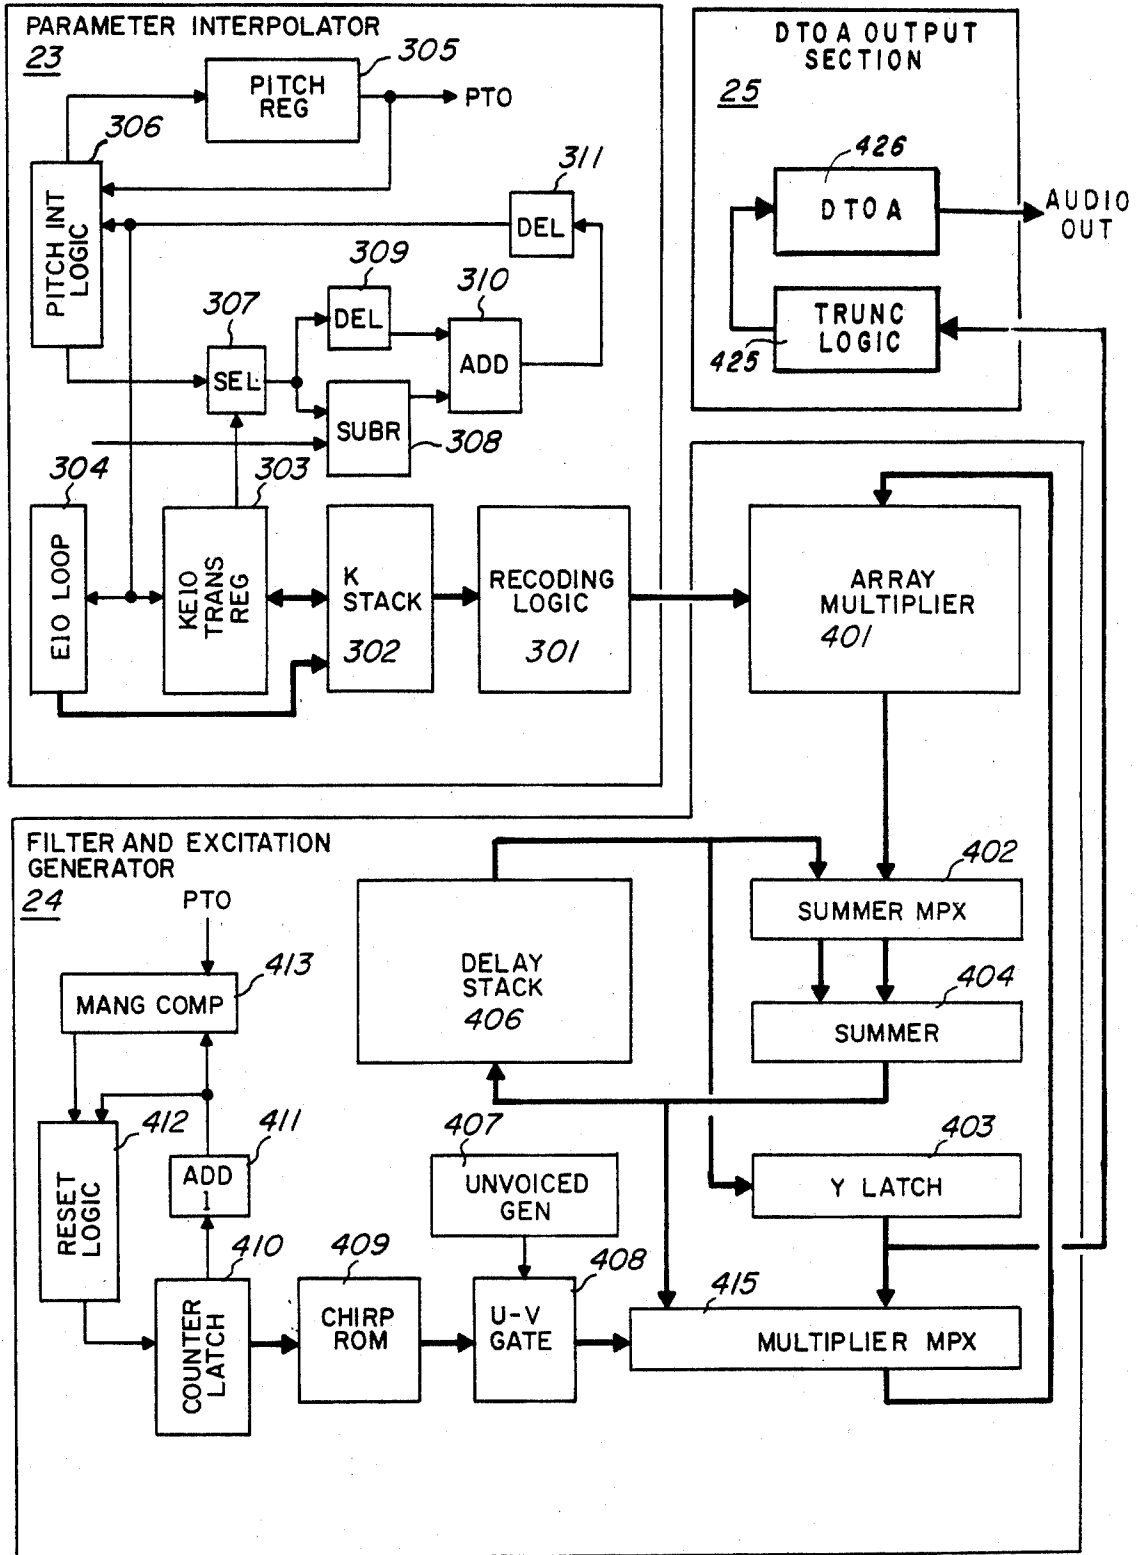 PARAMETER INTERPOLATOR
23
305
PITCH
REG
PTO
306
PITCH INT
LOGIC
311
DEL
309
DEL
310
ADD
307
SEL
SUBR
308
304
E10 LOOP
303
KE10
TRANS
REG
K
STACK
302
RECODING
LOGIC
301
D TO A OUTPUT
SECTION
25
426
D TO A
AUDIO
OUT
TRUNC
LOGIC
425
ARRAY
MULTIPLIER
401
FILTER AND EXCITATION
GENERATOR
24
PTO
413
MANG COMP
412
RESET
LOGIC
411
ADD
1
410
COUNTER
LATCH
409
CHIRP
ROM
407
UNVOICED
GEN
408
U-V
GATE
DELAY
STACK
406
402
SUMMER MPX
404
SUMMER
403
Y LATCH
415
MULTIPLIER MPX